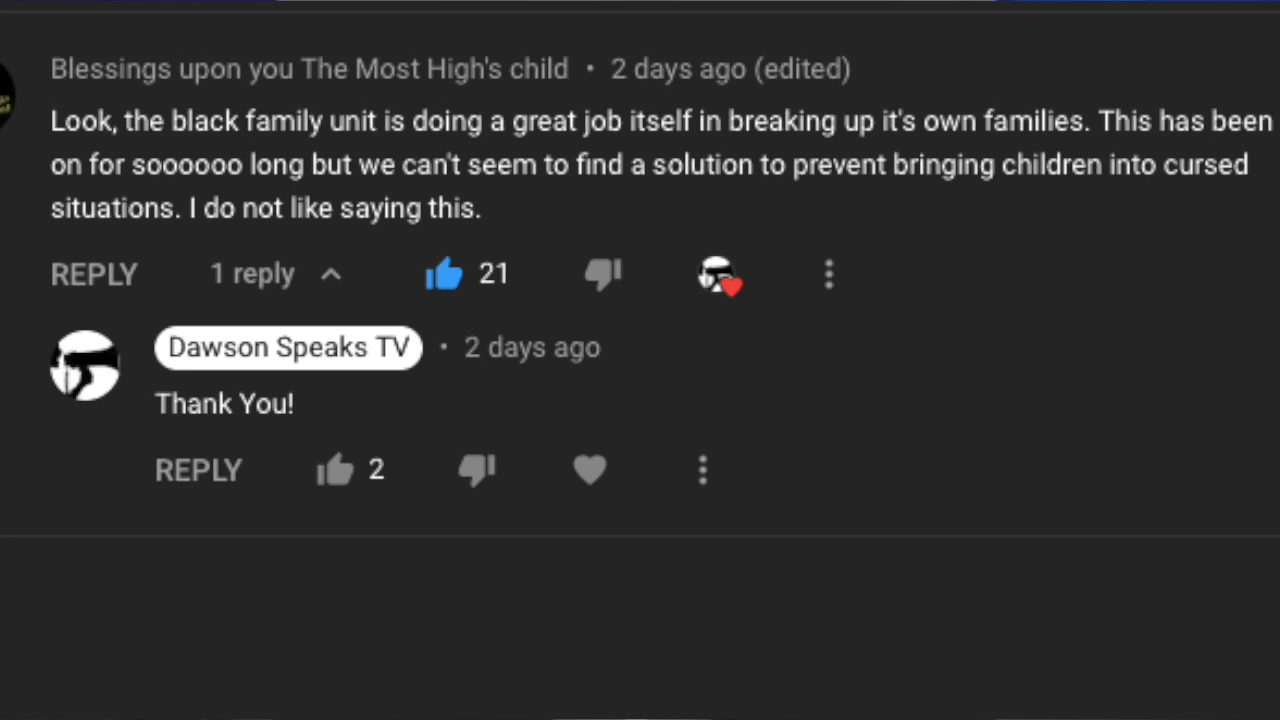 Blessings upon you The Most High's child • 2 days ago (edited)
Look, the black family unit is doing a great job itself in breaking up it's own families. This has been
on for soooooo long but we can't seem to find a solution to prevent bringing children into cursed
situations. I do not like saying this.
REPLY 1 reply 21
Dawson Speaks TV • 2 days ago
Thank You!
REPLY 2